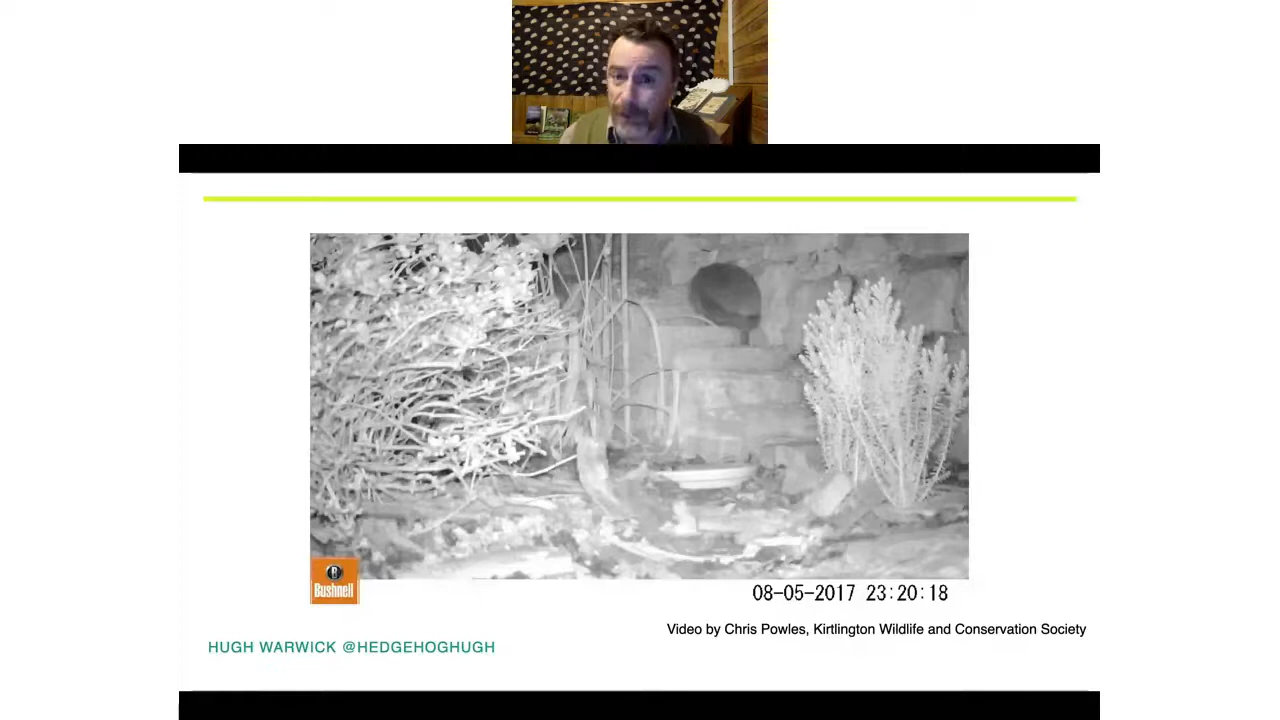 Bushnell
08-05-2017 23:20:18
Video by Chris Powles, Kirtlington Wildlife and Conservation Society
HUGH WARWICK @HEDGEHOGHUGH